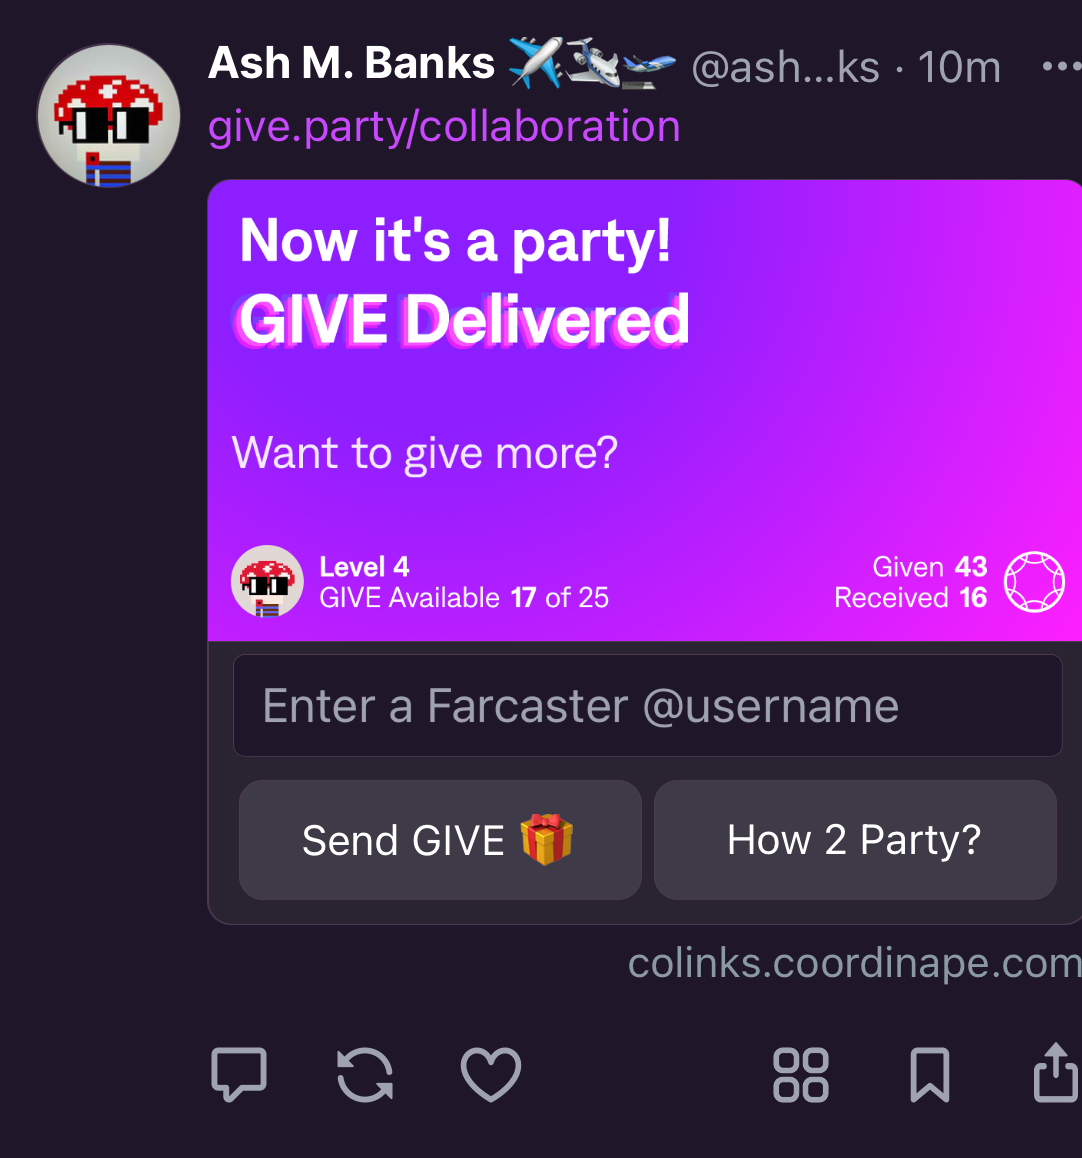 Ash M. Banks ✈️🛩️🛫 @ash...ks · 10m ...
give.party/collaboration
Now it's a party!
GIVE Delivered
Want to give more?
Level 4
GIVE Available 17 of 25
Given 43
Received 16
Enter a Farcaster @username
Send GIVE 🎁
How 2 Party?
colinks.coordinape.com